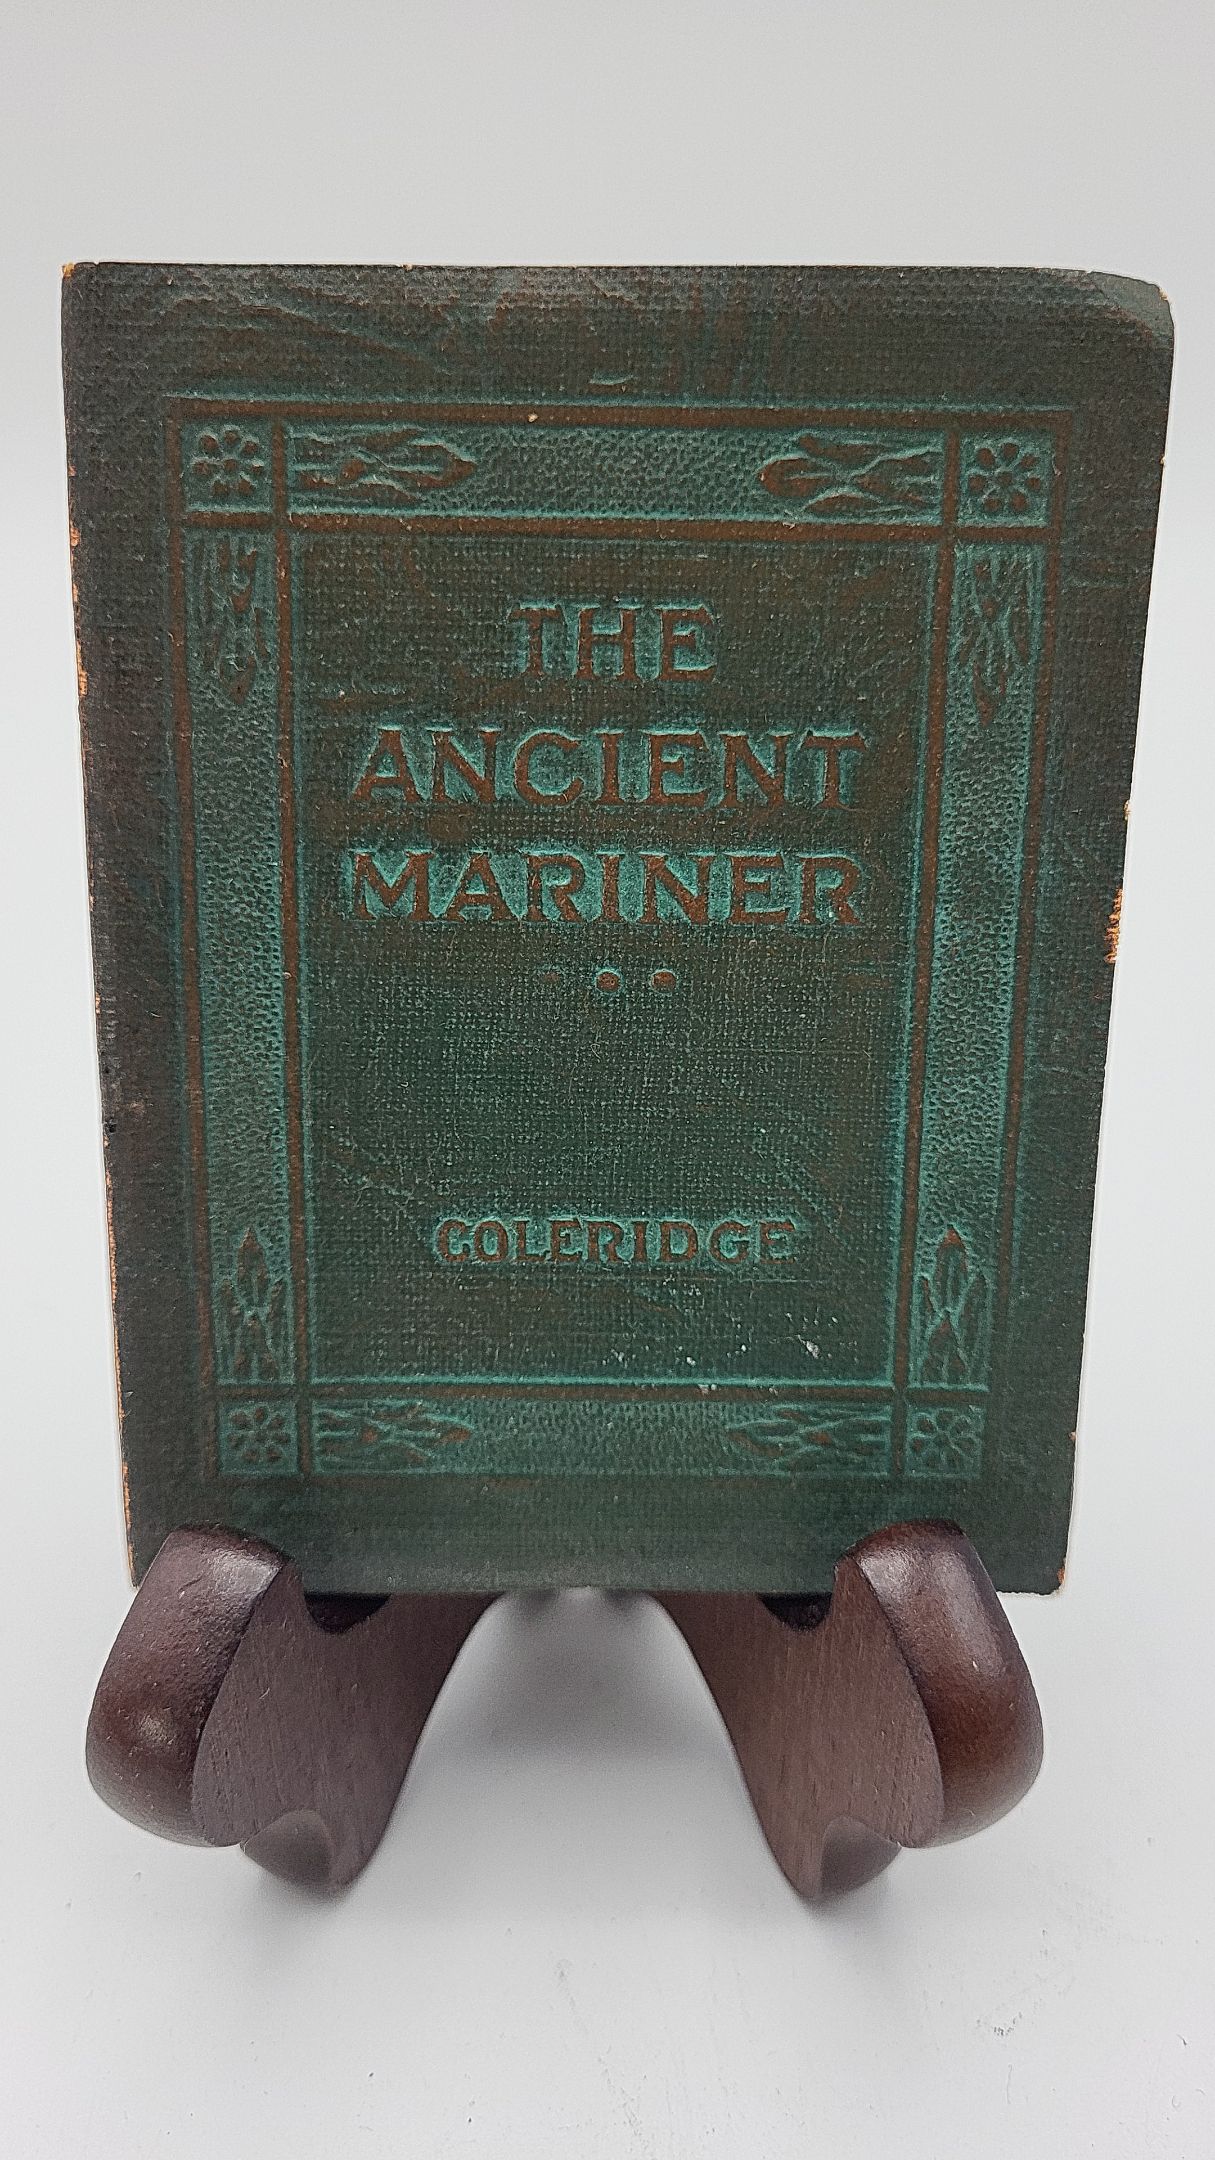 THE
ANCIENT
MARINER
COLERIDGE